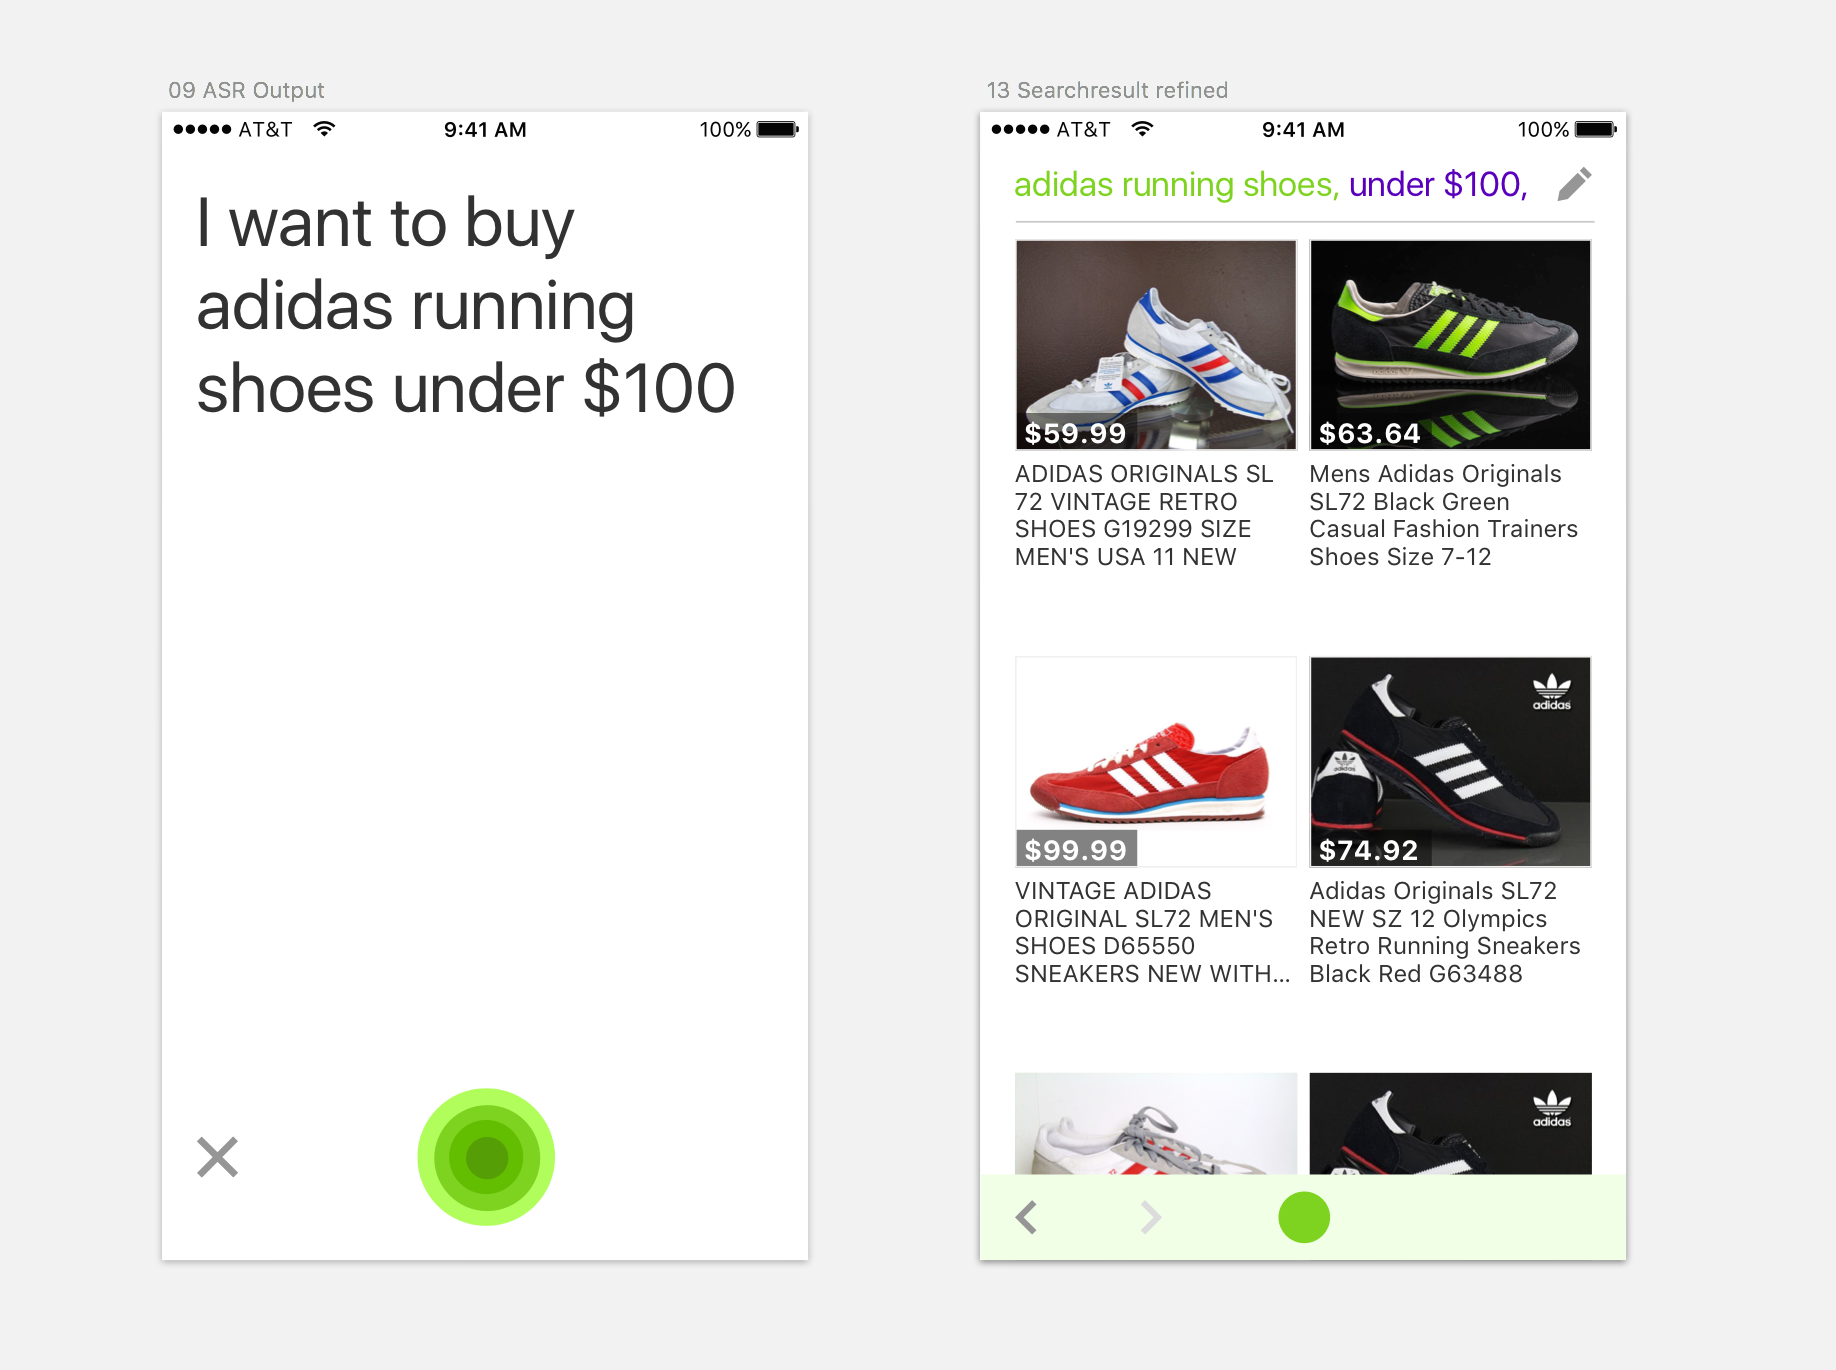 09 ASR Output
AT&T 9:41 AM 100%
I want to buy
adidas running
shoes under $100
13 Searchresult refined
AT&T 9:41 AM 100%
adidas running shoes, under $100,
$59.99
ADIDAS ORIGINALS SL
72 VINTAGE RETRO
SHOES G19299 SIZE
MEN'S USA 11 NEW
$63.64
Mens Adidas Originals
SL72 Black Green
Casual Fashion Trainers
Shoes Size 7-12
$99.99
VINTAGE ADIDAS
ORIGINAL SL72 MEN'S
SHOES D65550
SNEAKERS NEW WITH...
adidas
$74.92
Adidas Originals SL72
NEW SZ 12 Olympics
Retro Running Sneakers
Black Red G63488
adidas